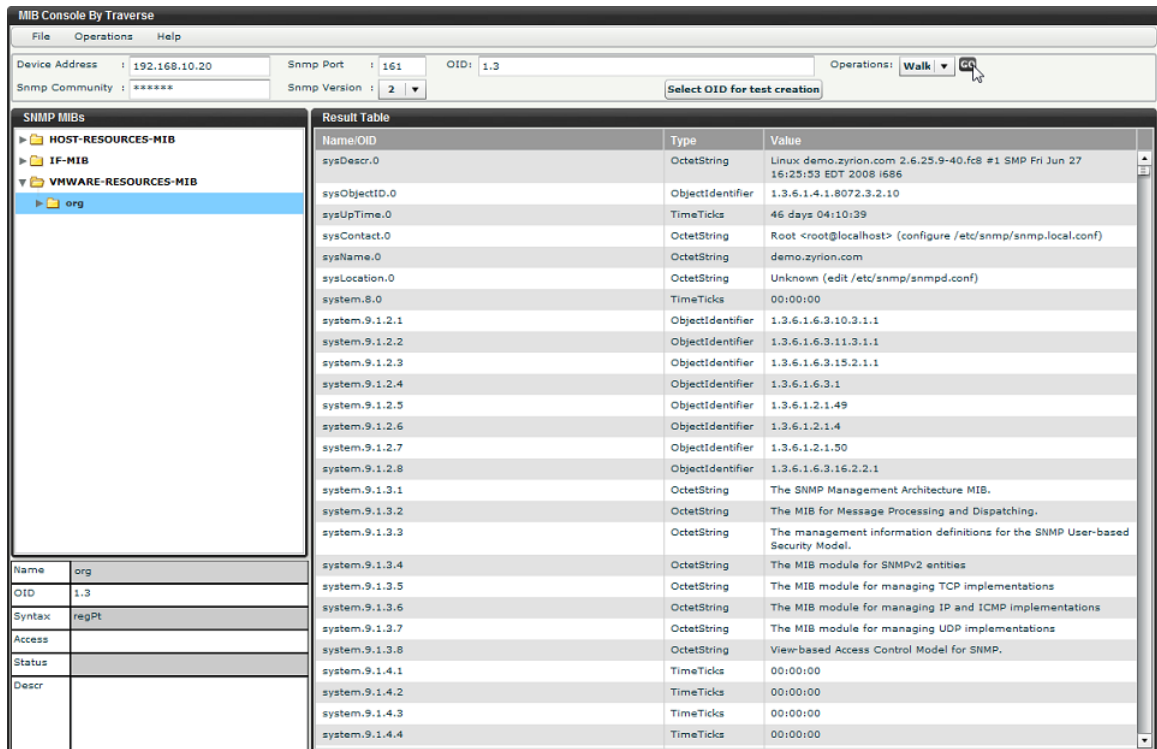 MIB Console By Traverse
File Operations Help
Device Address : 192.168.10.20 Snmp Port : 161 OID: 1.3 Operations: Walk GO
Snmp Community : ****** Snmp Version : 2 Select OID for test creation
SNMP MIBs
HOST-RESOURCES-MIB
IF-MIB
VMWARE-RESOURCES-MIB
org
Name org
OID 1.3
Syntax regPt
Access
Status
Descr
Result Table
Name/OID Type Value
sysDescr.0 OctetString Linux demo.zyrion.com 2.6.25.9-40.fc8 #1 SMP Fri Jun 27
16:25:53 EDT 2008 i686
sysObjectID.0 ObjectIdentifier 1.3.6.1.4.1.8072.3.2.10
sysUpTime.0 TimeTicks 46 days 04:10:39
sysContact.0 OctetString Root <root@localhost> (configure /etc/snmp/snmp.local.conf)
sysName.0 OctetString demo.zyrion.com
sysLocation.0 OctetString Unknown (edit /etc/snmp/snmpd.conf)
system.8.0 TimeTicks 00:00:00
system.9.1.2.1 ObjectIdentifier 1.3.6.1.6.3.10.3.1.1
system.9.1.2.2 ObjectIdentifier 1.3.6.1.6.3.11.3.1.1
system.9.1.2.3 ObjectIdentifier 1.3.6.1.6.3.15.2.1.1
system.9.1.2.4 ObjectIdentifier 1.3.6.1.6.3.1
system.9.1.2.5 ObjectIdentifier 1.3.6.1.2.1.49
system.9.1.2.6 ObjectIdentifier 1.3.6.1.2.1.4
system.9.1.2.7 ObjectIdentifier 1.3.6.1.2.1.50
system.9.1.2.8 ObjectIdentifier 1.3.6.1.6.3.16.2.2.1
system.9.1.3.1 OctetString The SNMP Management Architecture MIB.
system.9.1.3.2 OctetString The MIB for Message Processing and Dispatching.
system.9.1.3.3 OctetString The management information definitions for the SNMP User-based
Security Model.
system.9.1.3.4 OctetString The MIB module for SNMPv2 entities
system.9.1.3.5 OctetString The MIB module for managing TCP implementations
system.9.1.3.6 OctetString The MIB module for managing IP and ICMP implementations
system.9.1.3.7 OctetString The MIB module for managing UDP implementations
system.9.1.3.8 OctetString View-based Access Control Model for SNMP.
system.9.1.4.1 TimeTicks 00:00:00
system.9.1.4.2 TimeTicks 00:00:00
system.9.1.4.3 TimeTicks 00:00:00
system.9.1.4.4 TimeTicks 00:00:00